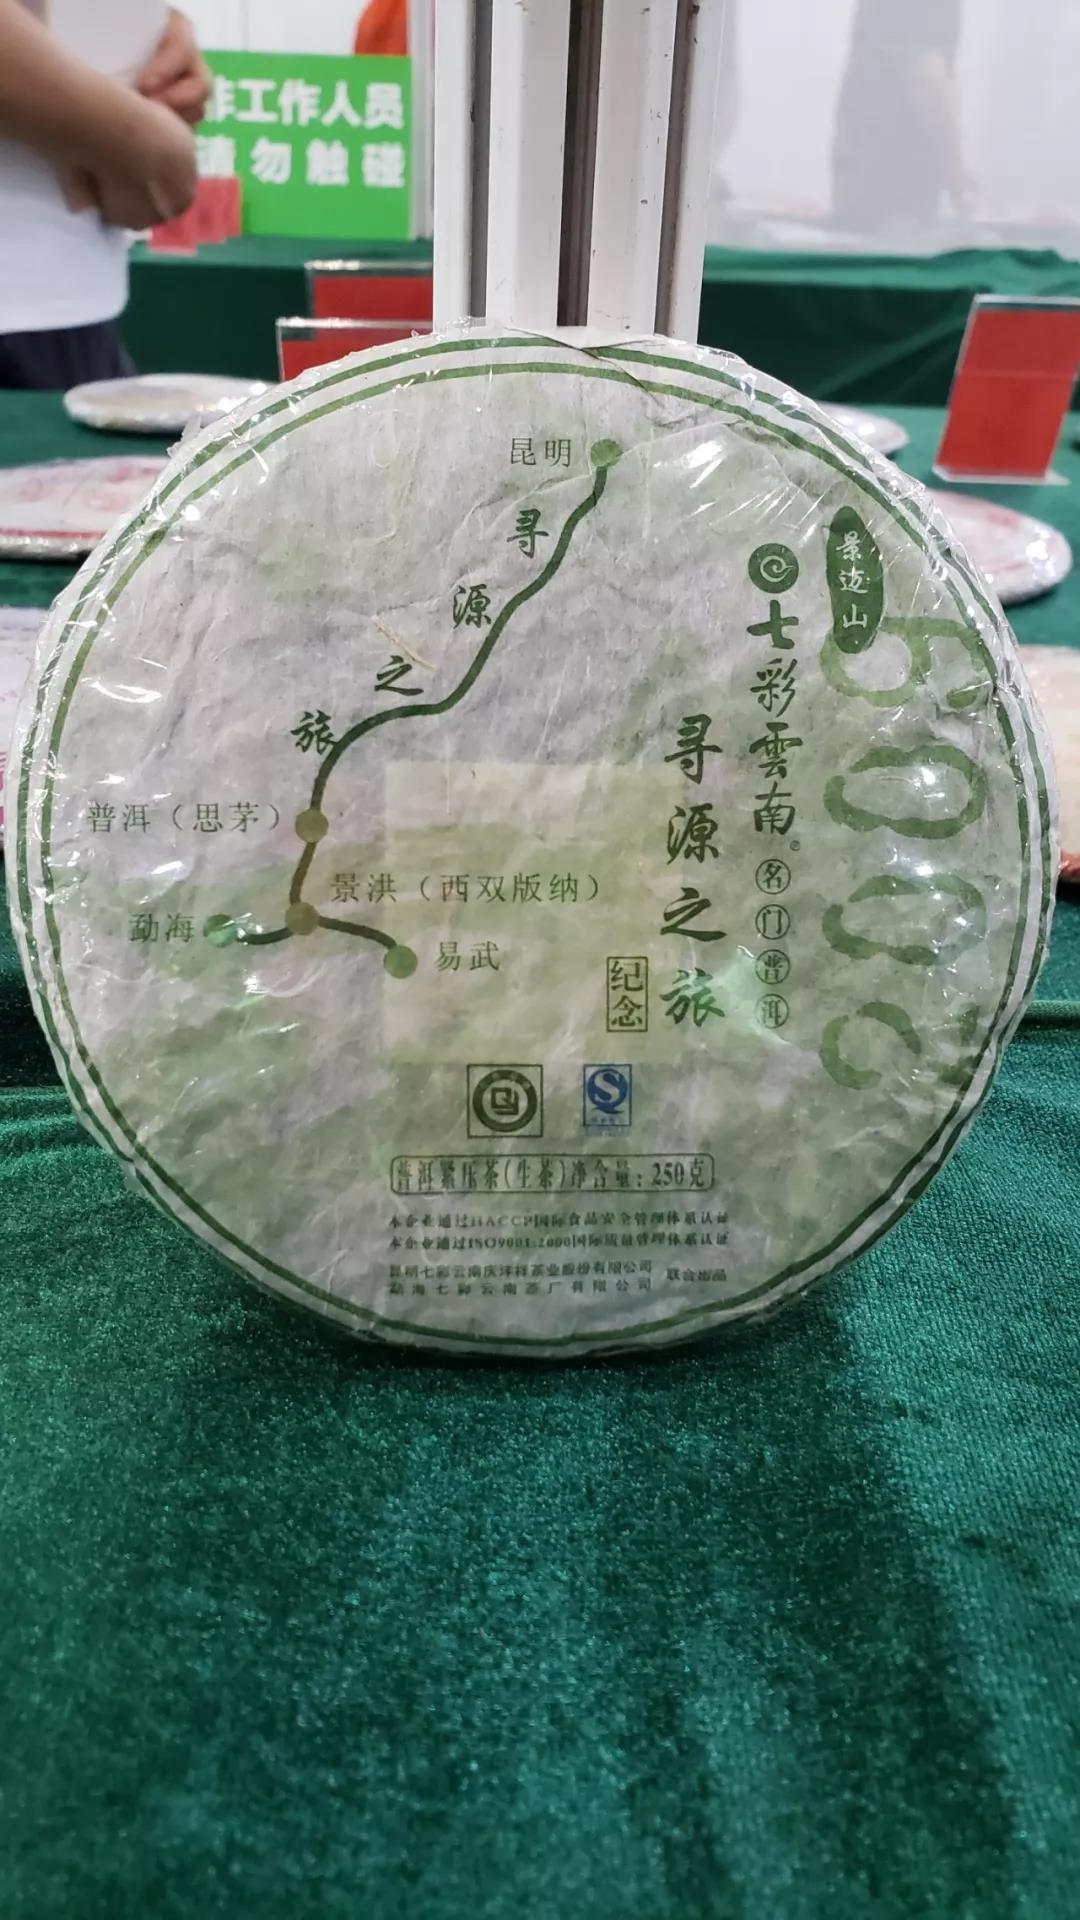 非工作人员
请勿触碰
昆明
寻源之旅
普洱（思茅）
景洪（西双版纳）
勐海
易武
景迈山
七彩雲南®
名门普洱
寻源之旅
纪念
普洱紧压茶(生茶)净含量：250克
本企业通过HACCP国际食品安全管理体系认证
本企业通过ISO9001:2000国际质量管理体系认证
昆明七彩云南庆沣祥茶业股份有限公司
勐海七彩云南茶厂有限公司
联合出品